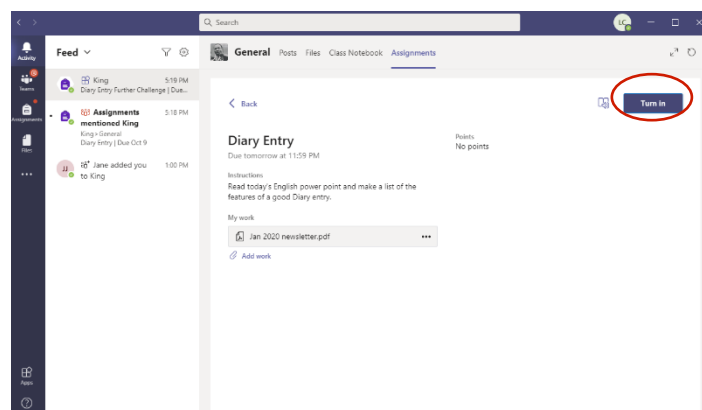 Search
LC
Activity
Teams
Assignments
Files
Apps
Feed
King
5:19 PM
Diary Entry Further Challenge | Due...
Assignments
mentioned King
5:18 PM
King > General
Diary Entry | Due Oct 9
Jane added you
to King
1:00 PM
General Posts Files Class Notebook Assignments
Back
Turn in
Diary Entry
Due tomorrow at 11:59 PM
Points
No points
Instructions
Read today's English power point and make a list of the
features of a good Diary entry.
My work
Jan 2020 newsletter.pdf
Add work